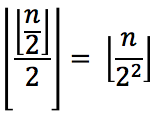 ⌊⌊n/2⌋/2⌋ = ⌊n/2²⌋